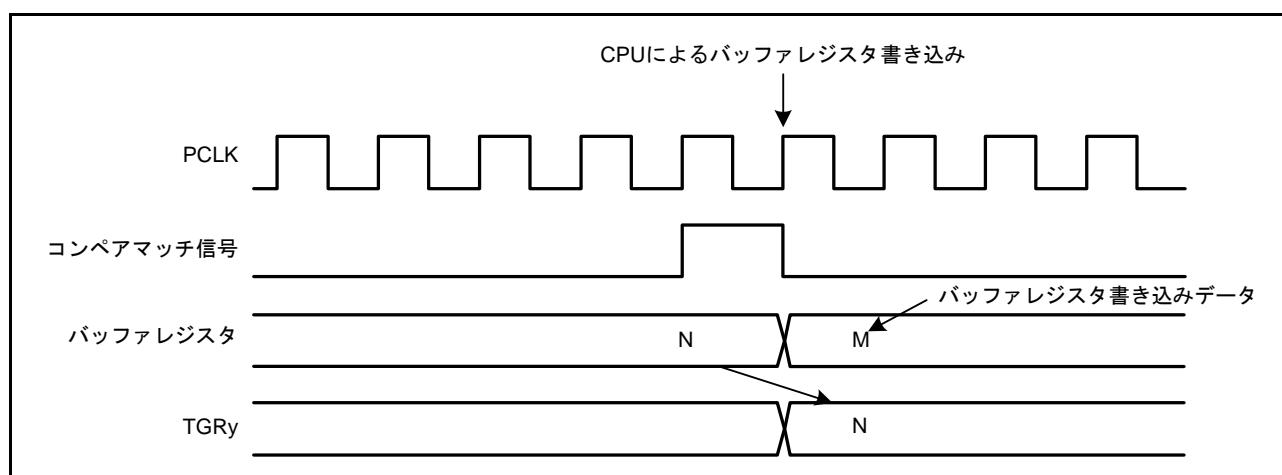 CPUによるバッファレジスタ書き込み
PCLK
コンペアマッチ信号
バッファレジスタ書き込みデータ
バッファレジスタ
N
M
TGRy
N